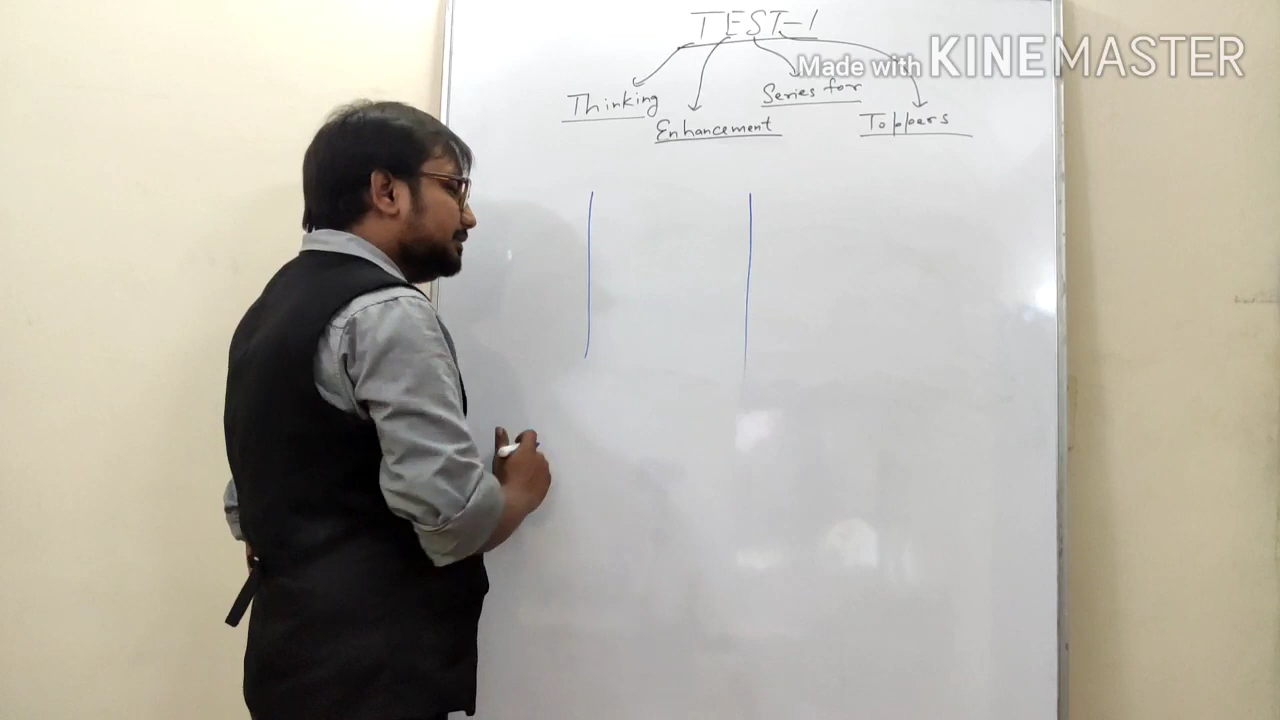 TEST-1
Made with KINEMASTER
Thinking
Series for
Enhancement
Toppers